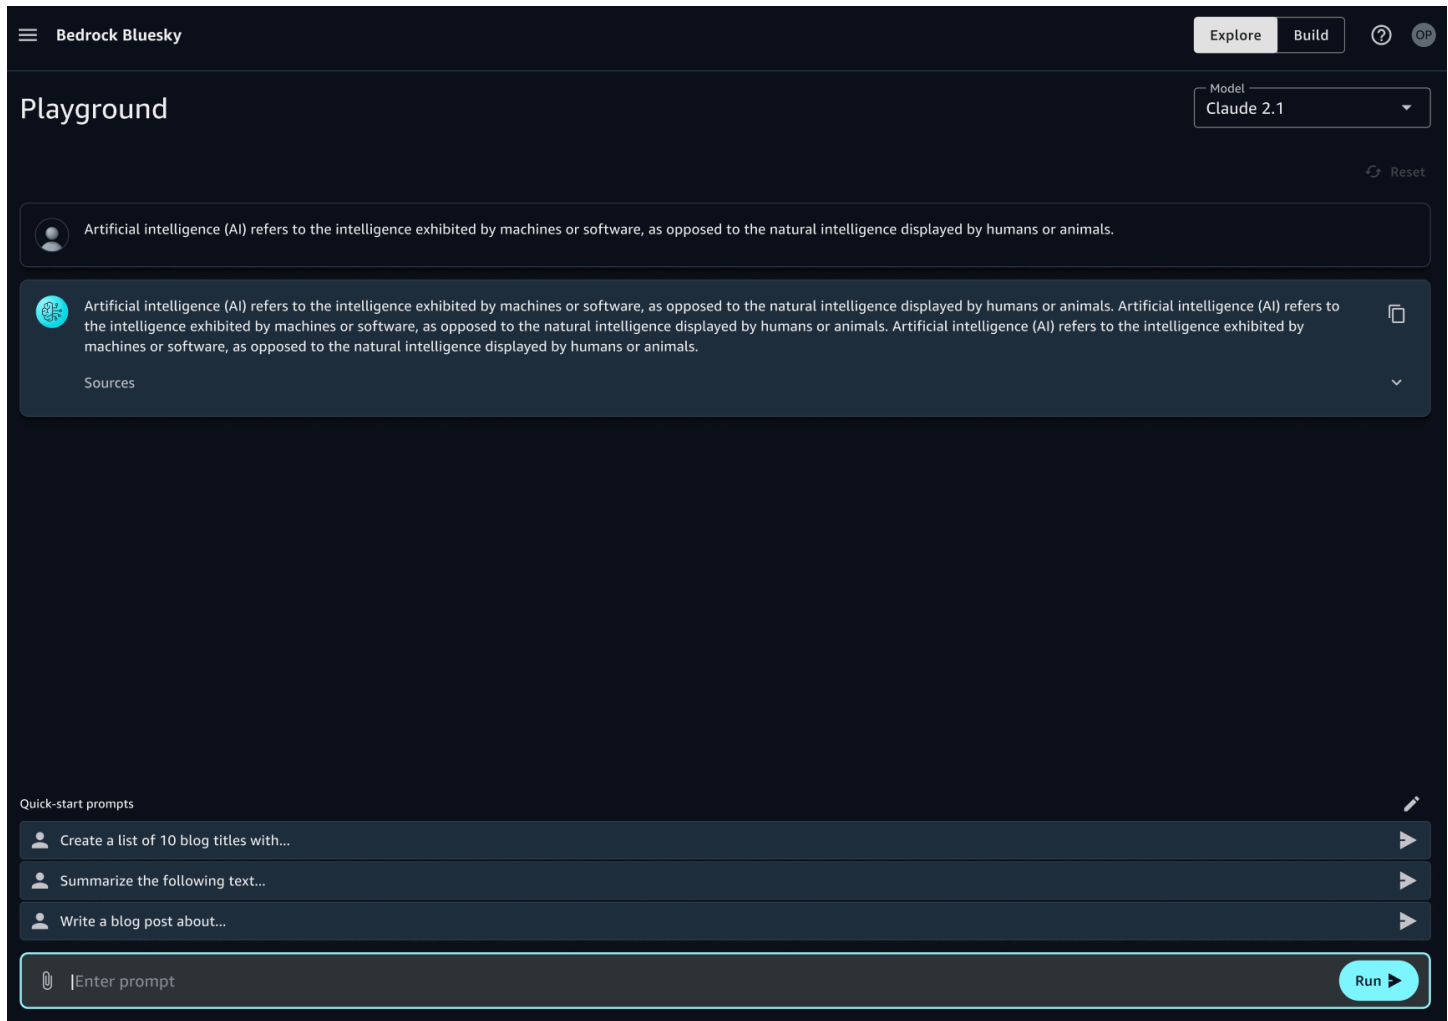 Bedrock Bluesky
Explore
Build
OP
Playground
Model
Claude 2.1
Reset
Artificial intelligence (AI) refers to the intelligence exhibited by machines or software, as opposed to the natural intelligence displayed by humans or animals.
Artificial intelligence (AI) refers to the intelligence exhibited by machines or software, as opposed to the natural intelligence displayed by humans or animals. Artificial intelligence (AI) refers to
the intelligence exhibited by machines or software, as opposed to the natural intelligence displayed by humans or animals. Artificial intelligence (AI) refers to the intelligence exhibited by
machines or software, as opposed to the natural intelligence displayed by humans or animals.
Sources
Quick-start prompts
Create a list of 10 blog titles with...
Summarize the following text...
Write a blog post about...
Enter prompt
Run